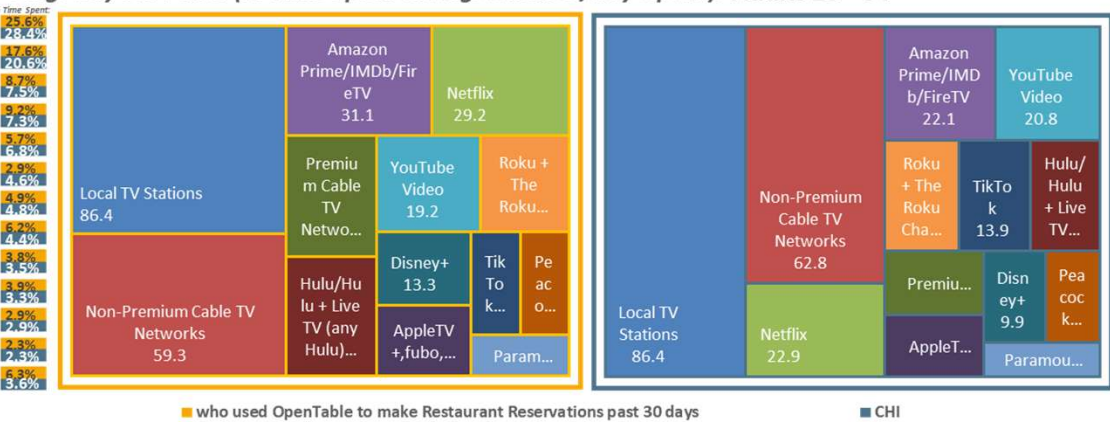 Time Spent:
25.6%
28.4%
17.6%
20.6%
8.7%
7.5%
9.2%
7.3%
5.7%
6.8%
2.9%
4.6%
4.9%
4.8%
6.2%
4.4%
3.8%
3.5%
3.9%
3.3%
2.9%
2.9%
2.3%
2.3%
6.3%
3.6%
Local TV Stations
86.4
Non-Premium Cable TV
Networks
59.3
Amazon
Prime/IMDb/Fir
eTV
31.1
Netflix
29.2
Premiu
m Cable
TV
Netwo...
YouTube
Video
19.2
Roku +
The
Roku...
Hulu/Hu
lu + Live
TV (any
Hulu)...
Disney+
13.3
Tik
To
k...
Pe
ac
o...
AppleTV
+,fubo,...
Param...
Local TV
Stations
86.4
Non-Premium
Cable TV
Networks
62.8
Netflix
22.9
Amazon
Prime/IMD
b/FireTV
22.1
YouTube
Video
20.8
Roku
+ The
Roku
Cha...
TikTo
k
13.9
Hulu/
Hulu
+ Live
TV...
Premiu...
Disn
ey+
9.9
Pea
coc
k...
AppleT...
Paramou...
who used OpenTable to make Restaurant Reservations past 30 days
CHI